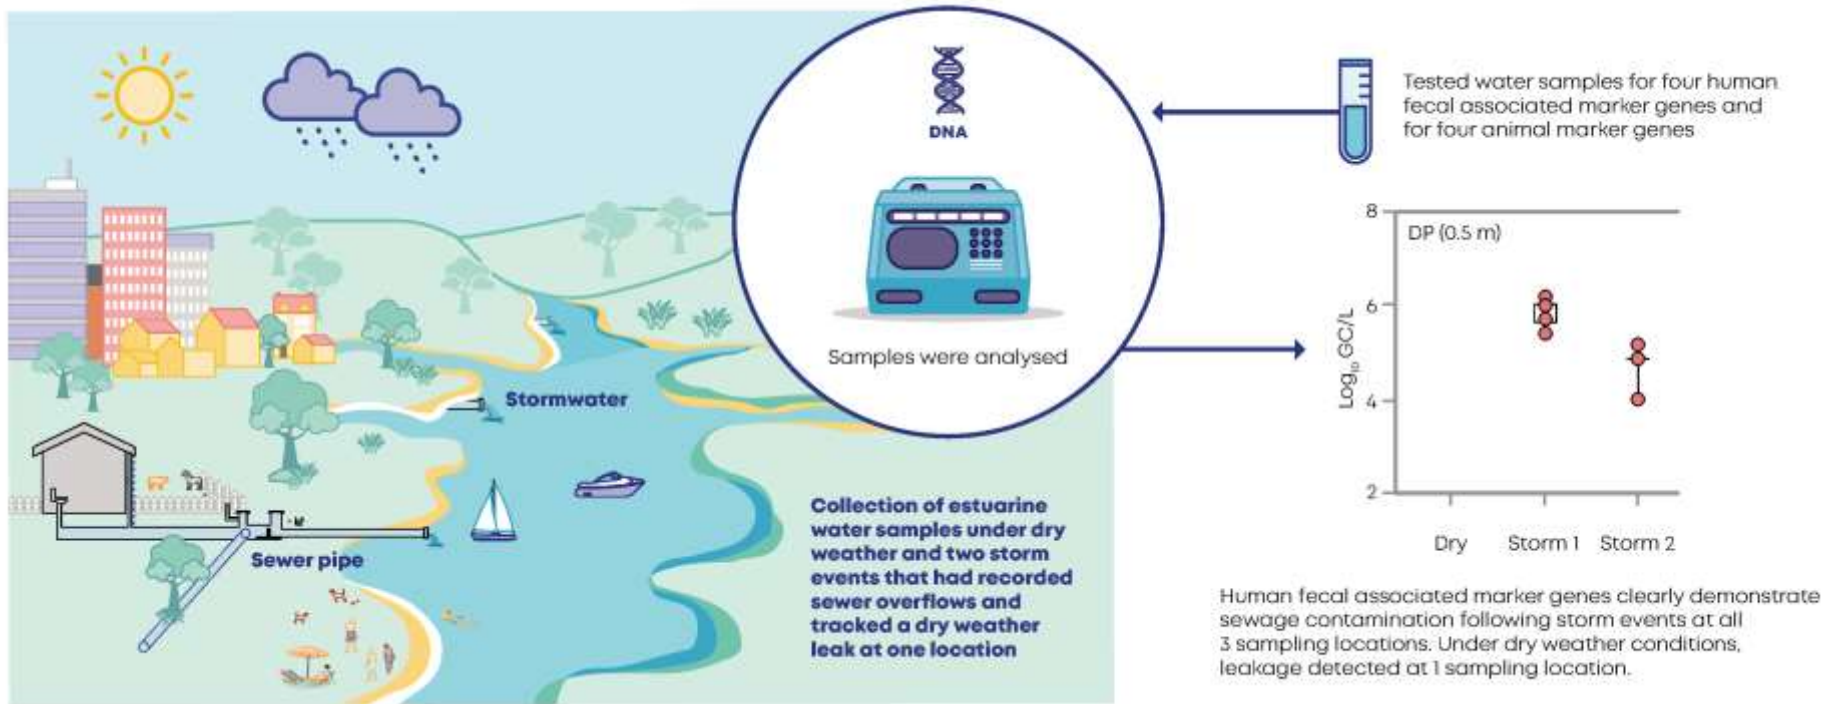 DNA
Samples were analysed
Stormwater
Sewer pipe
Collection of estuarine
water samples under dry
weather and two storm
events that had recorded
sewer overflows and
tracked a dry weather
leak at one location
Tested water samples for four human
fecal associated marker genes and
for four animal marker genes
DP (0.5 m)
Log10 GC/L
8
6
4
2
Dry Storm 1 Storm 2
Human fecal associated marker genes clearly demonstrate
sewage contamination following storm events at all
3 sampling locations. Under dry weather conditions,
leakage detected at 1 sampling location.